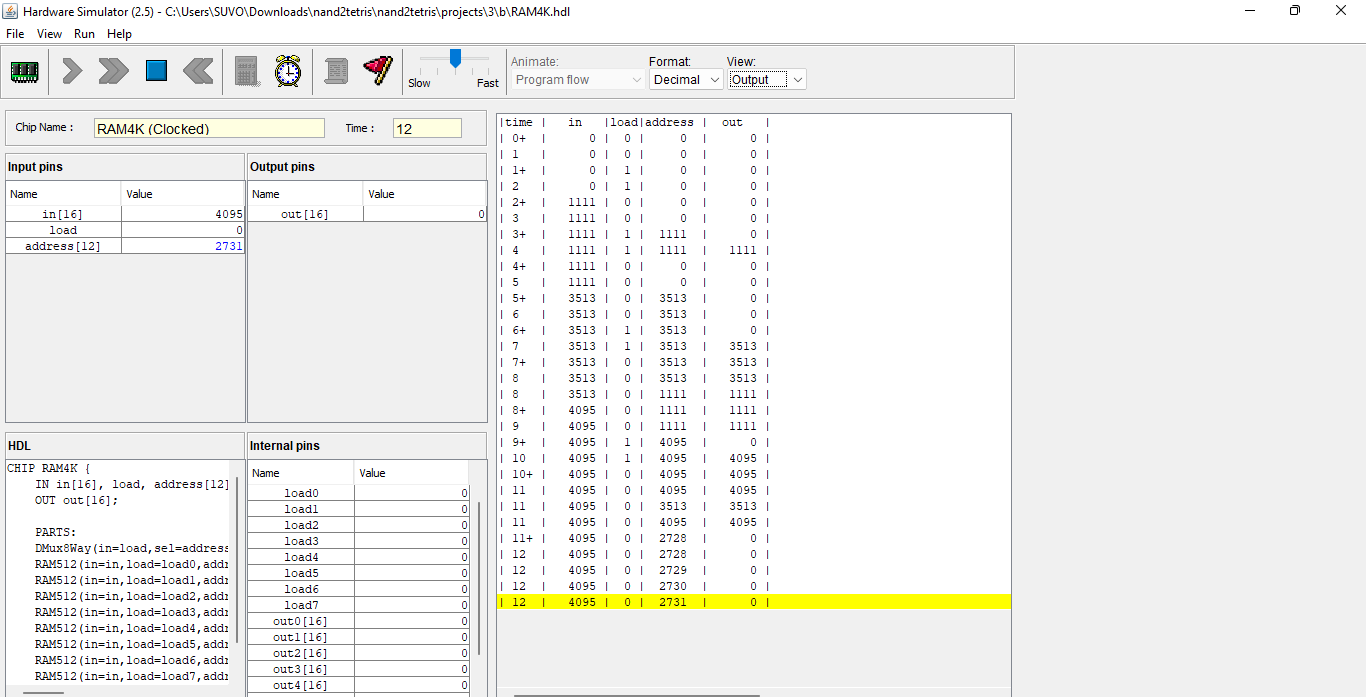 Hardware Simulator (2.5) - C:\Users\SUVO\Downloads\nand2tetris\nand2tetris\projects\3\b\RAM4K.hdl
File View Run Help
Slow Fast
Animate: Format: View:
Program flow Decimal Output
Chip Name : RAM4K (Clocked) Time : 12
Input pins
Name Value
in[16] 4095
load 0
address[12] 2731
Output pins
Name Value
out[16] 0
HDL
CHIP RAM4K {
IN in[16], load, address[12]
OUT out[16];
PARTS:
DMux8Way(in=load,sel=address
RAM512(in=in,load=load0,addr
RAM512(in=in,load=load1,addr
RAM512(in=in,load=load2,addr
RAM512(in=in,load=load3,addr
RAM512(in=in,load=load4,addr
RAM512(in=in,load=load5,addr
RAM512(in=in,load=load6,addr
RAM512(in=in,load=load7,addr
Internal pins
Name Value
load0 0
load1 0
load2 0
load3 0
load4 0
load5 0
load6 0
load7 0
out0[16] 0
out1[16] 0
out2[16] 0
out3[16] 0
out4[16] 0
|time | in |load|address | out |
| 0+ | 0 | 0 | 0 | 0 |
| 1 | 0 | 0 | 0 | 0 |
| 1+ | 0 | 1 | 0 | 0 |
| 2 | 0 | 1 | 0 | 0 |
| 2+ | 1111 | 0 | 0 | 0 |
| 3 | 1111 | 0 | 0 | 0 |
| 3+ | 1111 | 1 | 1111 | 0 |
| 4 | 1111 | 1 | 1111 | 1111 |
| 4+ | 1111 | 0 | 0 | 0 |
| 5 | 1111 | 0 | 0 | 0 |
| 5+ | 3513 | 0 | 3513 | 0 |
| 6 | 3513 | 0 | 3513 | 0 |
| 6+ | 3513 | 1 | 3513 | 0 |
| 7 | 3513 | 1 | 3513 | 3513 |
| 7+ | 3513 | 0 | 3513 | 3513 |
| 8 | 3513 | 0 | 3513 | 3513 |
| 8 | 3513 | 0 | 1111 | 1111 |
| 8+ | 4095 | 0 | 1111 | 1111 |
| 9 | 4095 | 0 | 1111 | 1111 |
| 9+ | 4095 | 1 | 4095 | 0 |
| 10 | 4095 | 1 | 4095 | 4095 |
| 10+ | 4095 | 0 | 4095 | 4095 |
| 11 | 4095 | 0 | 4095 | 4095 |
| 11 | 4095 | 0 | 3513 | 3513 |
| 11 | 4095 | 0 | 4095 | 4095 |
| 11+ | 4095 | 0 | 2728 | 0 |
| 12 | 4095 | 0 | 2728 | 0 |
| 12 | 4095 | 0 | 2729 | 0 |
| 12 | 4095 | 0 | 2730 | 0 |
| 12 | 4095 | 0 | 2731 | 0 |